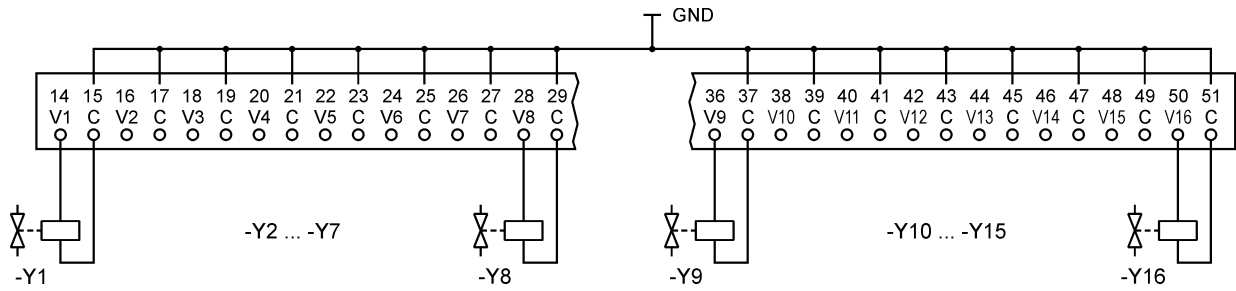 GND
14 15 16 17 18 19 20 21 22 23 24 25 26 27 28 29 36 37 38 39 40 41 42 43 44 45 46 47 48 49 50 51
V1 C V2 C V3 C V4 C V5 C V6 C V7 C V8 C V9 C V10 C V11 C V12 C V13 C V14 C V15 C V16 C
-Y2 ... -Y7 -Y10 ... -Y15
-Y1 -Y8 -Y9 -Y16